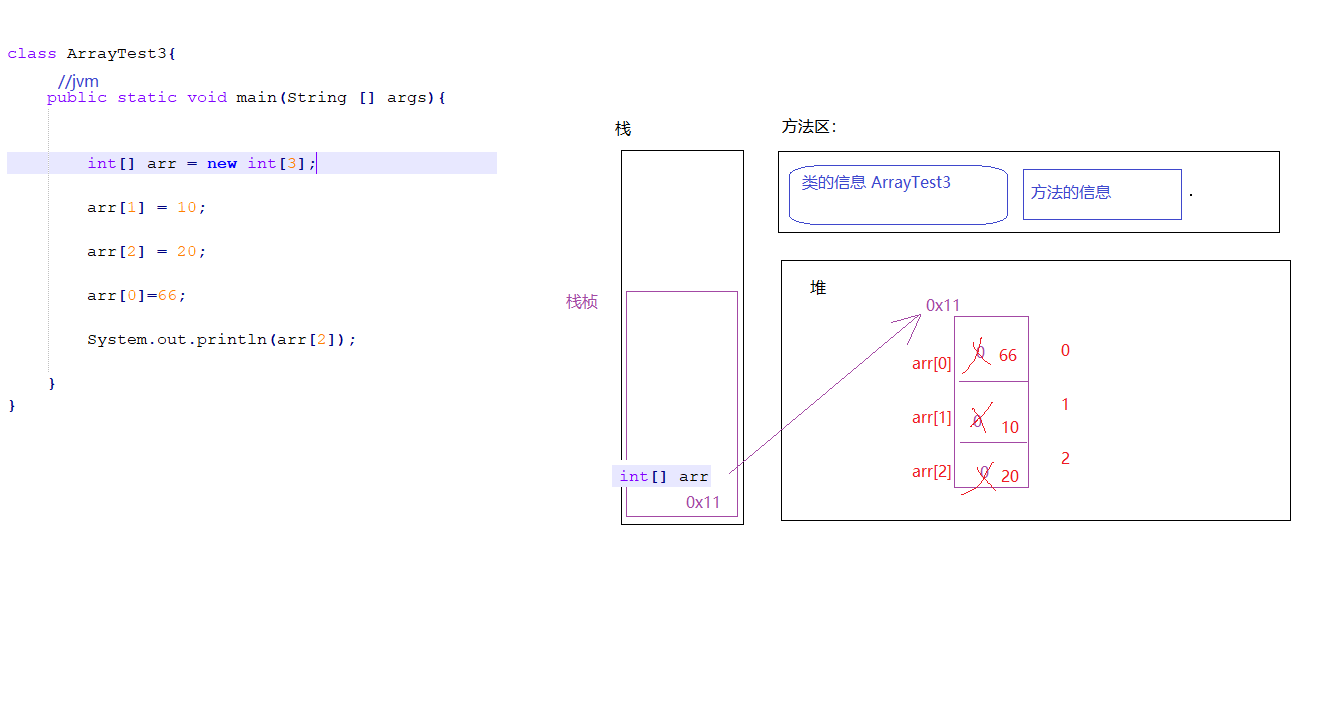 class ArrayTest3{
//jvm
public static void main(String [] args){
int[] arr = new int[3];
arr[1] = 10;
arr[2] = 20;
arr[0]=66;
System.out.println(arr[2]);
}
}
栈
栈桢
int[] arr
0x11
方法区：
类的信息 ArrayTest3
方法的信息
.
堆
0x11
arr[0] 0 66 0
arr[1] 0 10 1
arr[2] 0 20 2